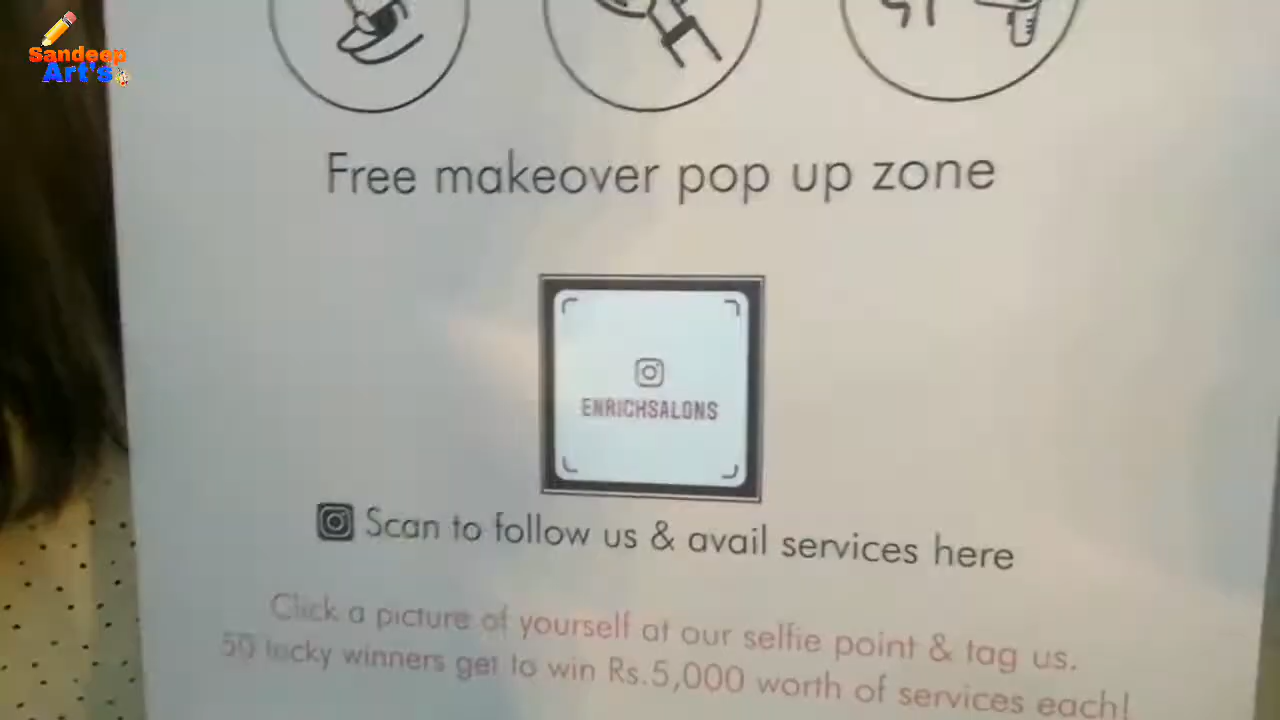 Sandeep
Art's
Free makeover pop up zone
ENRICHSALONS
Scan to follow us & avail services here
Click a picture of yourself at our selfie point & tag us.
50 lucky winners get to win Rs.5,000 worth of services each!